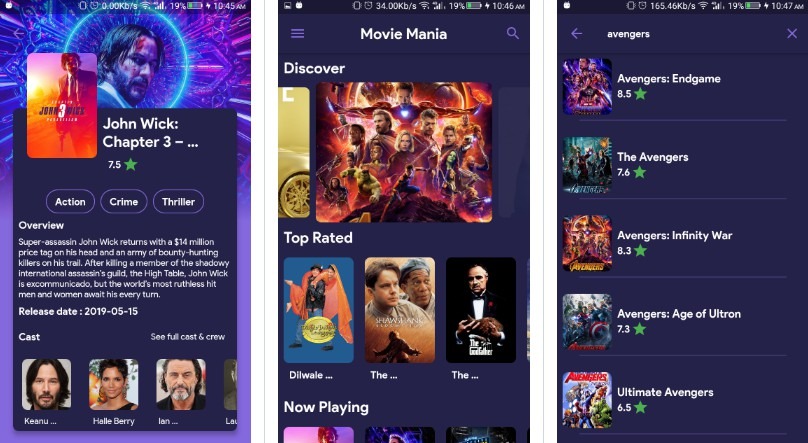 0.00Kb/s 19% 10:45 AM
JOHN WICK
3
PARABELLUM
John Wick:
Chapter 3 – ...
7.5
Action Crime Thriller
Overview
Super-assassin John Wick returns with a $14 million
price tag on his head and an army of bounty-hunting
killers on his trail. After killing a member of the shadowy
international assassin's guild, the High Table, John Wick
is excommunicado, but the world's most ruthless hit
men and women await his every turn.
Release date : 2019-05-15
Cast See full cast & crew
Keanu ... Halle Berry Ian ... Lau
34.00Kb/s 19% 10:46 AM
Movie Mania
Discover
E
Top Rated
SHAWSHANK
The
Godfather
Dilwale ... The ... The ...
Now Playing
165.46Kb/s 19% 10:47 AM
avengers
Avengers: Endgame
8.5
The Avengers
7.6
AVENGERS
Avengers: Infinity War
8.3
Avengers: Age of Ultron
7.3
AVENGERS
Ultimate Avengers
6.5